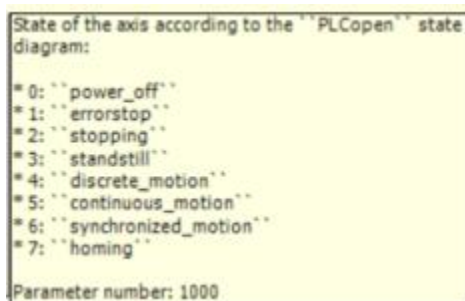 State of the axis according to the ``PLCopen`` state
diagram:
* 0: ``power_off``
* 1: ``errorstop``
* 2: ``stopping``
* 3: ``standstill``
* 4: ``discrete_motion``
* 5: ``continuous_motion``
* 6: ``synchronized_motion``
* 7: ``homing``
Parameter number: 1000